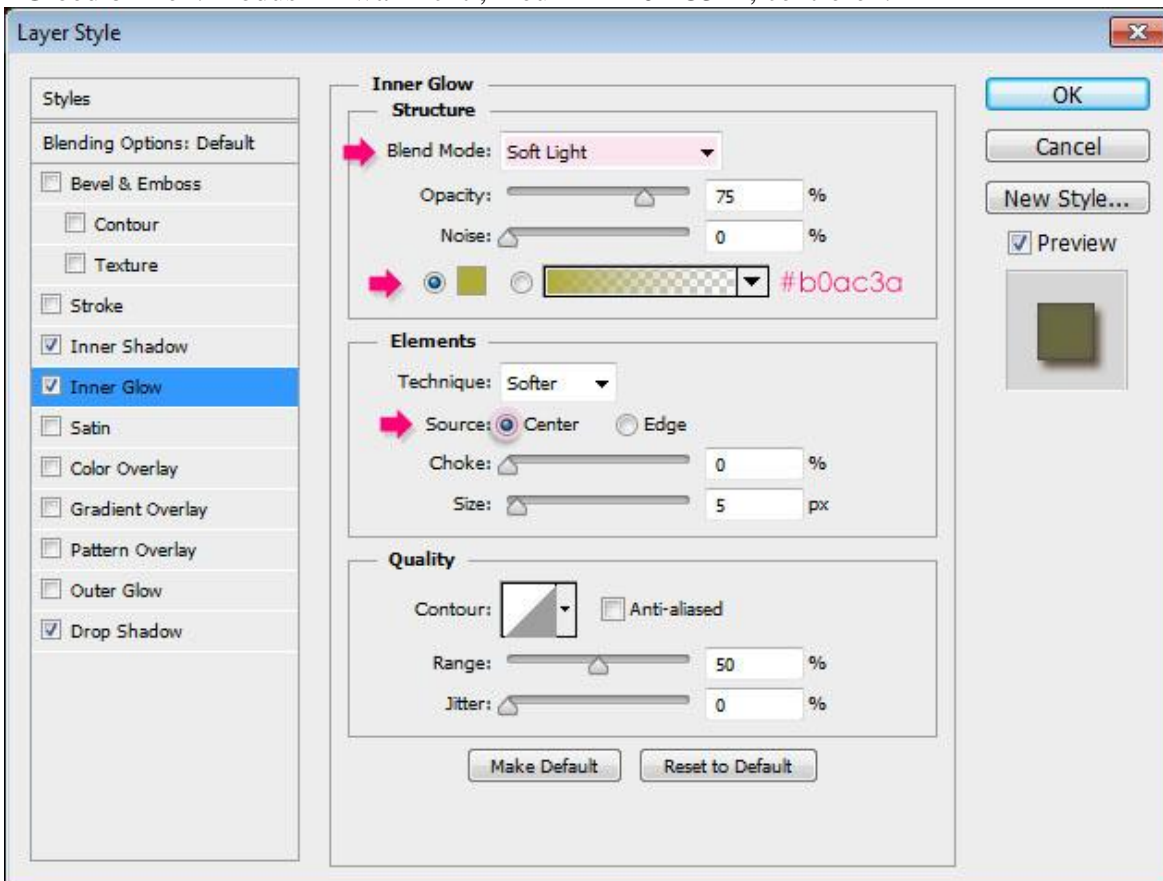 Layer Style
Styles
Blending Options: Default
Bevel & Emboss
Contour
Texture
Stroke
Inner Shadow
Inner Glow
Satin
Color Overlay
Gradient Overlay
Pattern Overlay
Outer Glow
Drop Shadow
Inner Glow
Structure
Blend Mode: Soft Light
Opacity: 75 %
Noise: 0 %
#b0ac3a
Elements
Technique: Softer
Source: Center Edge
Choke: 0 %
Size: 5 px
Quality
Contour: Anti-aliased
Range: 50 %
Jitter: 0 %
Make Default Reset to Default
OK
Cancel
New Style...
Preview